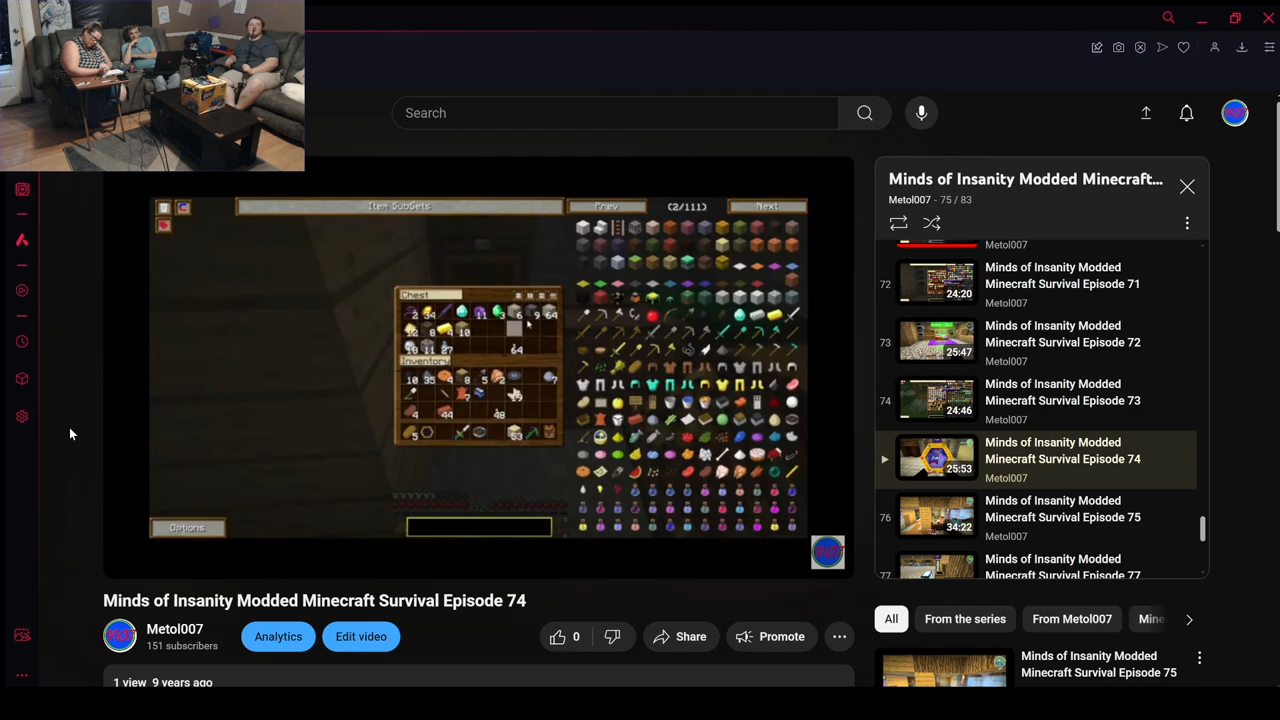 Search
Minds of Insanity Modded Minecraft...
Metol007 - 75 / 83
Item SubSets
Prev
(2/111)
Next
Chest
Inventory
Options
Metol007
72
24:20
Minds of Insanity Modded
Minecraft Survival Episode 71
Metol007
73
25:47
Minds of Insanity Modded
Minecraft Survival Episode 72
Metol007
74
24:46
Minds of Insanity Modded
Minecraft Survival Episode 73
Metol007
25:53
Minds of Insanity Modded
Minecraft Survival Episode 74
Metol007
76
34:22
Minds of Insanity Modded
Minecraft Survival Episode 75
Metol007
77
Minds of Insanity Modded
Minecraft Survival Episode 77
Minds of Insanity Modded Minecraft Survival Episode 74
Metol007
151 subscribers
Analytics
Edit video
0
Share
Promote
1 view 9 years ago
All
From the series
From Metol007
Mine
Minds of Insanity Modded
Minecraft Survival Episode 75